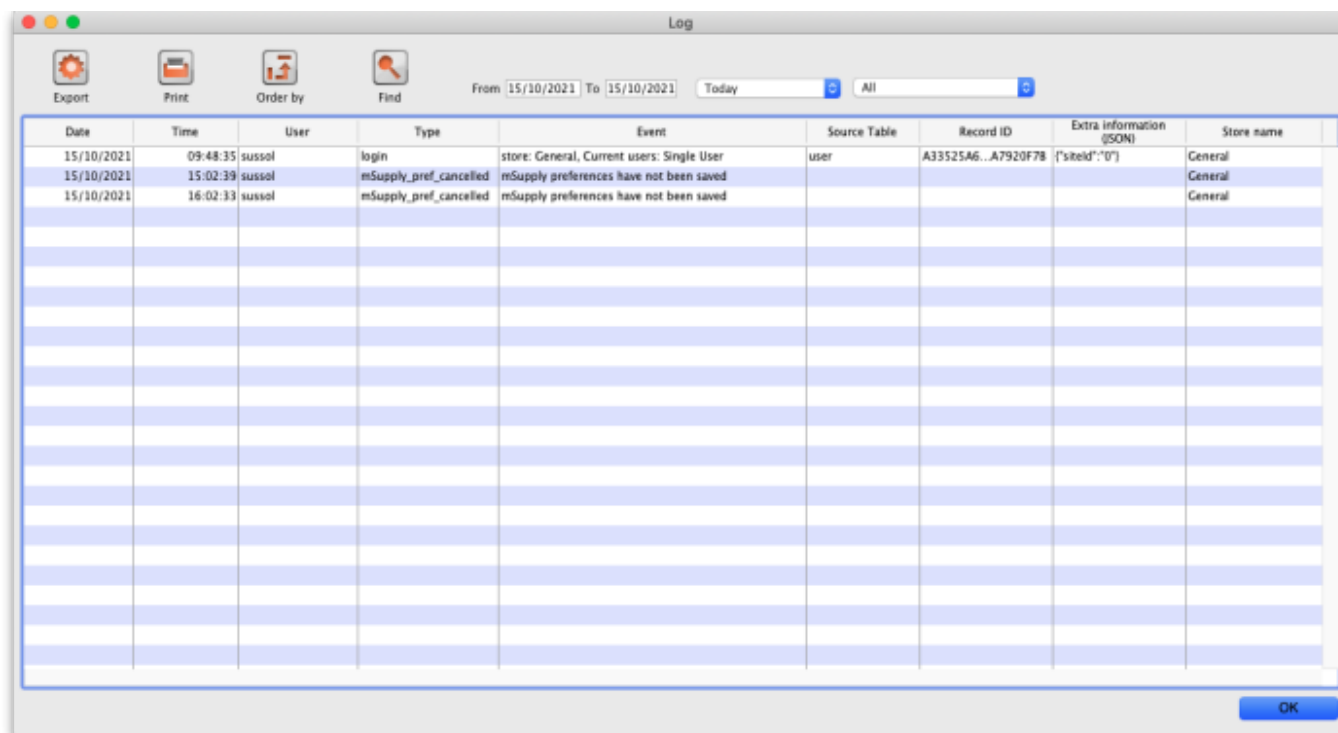 Log
Export Print Order by Find From 15/10/2021 To 15/10/2021 Today All
Date Time User Type Event Source Table Record ID Extra information (JSON) Store name
15/10/2021 09:48:35 sussol login store: General, Current users: Single User user A33525A6...A7920F78 {"siteId":"0"} General
15/10/2021 15:02:39 sussol mSupply_pref_cancelled mSupply preferences have not been saved General
15/10/2021 16:02:33 sussol mSupply_pref_cancelled mSupply preferences have not been saved General
OK